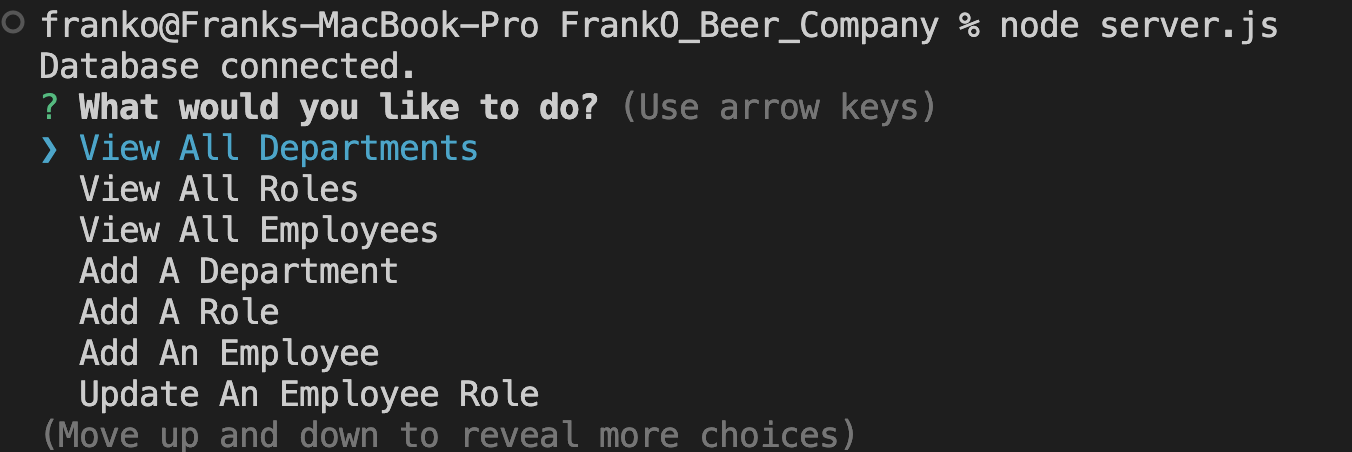 franko@Franks-MacBook-Pro FrankO_Beer_Company % node server.js
Database connected.
? What would you like to do? (Use arrow keys)
❯ View All Departments
View All Roles
View All Employees
Add A Department
Add A Role
Add An Employee
Update An Employee Role
(Move up and down to reveal more choices)